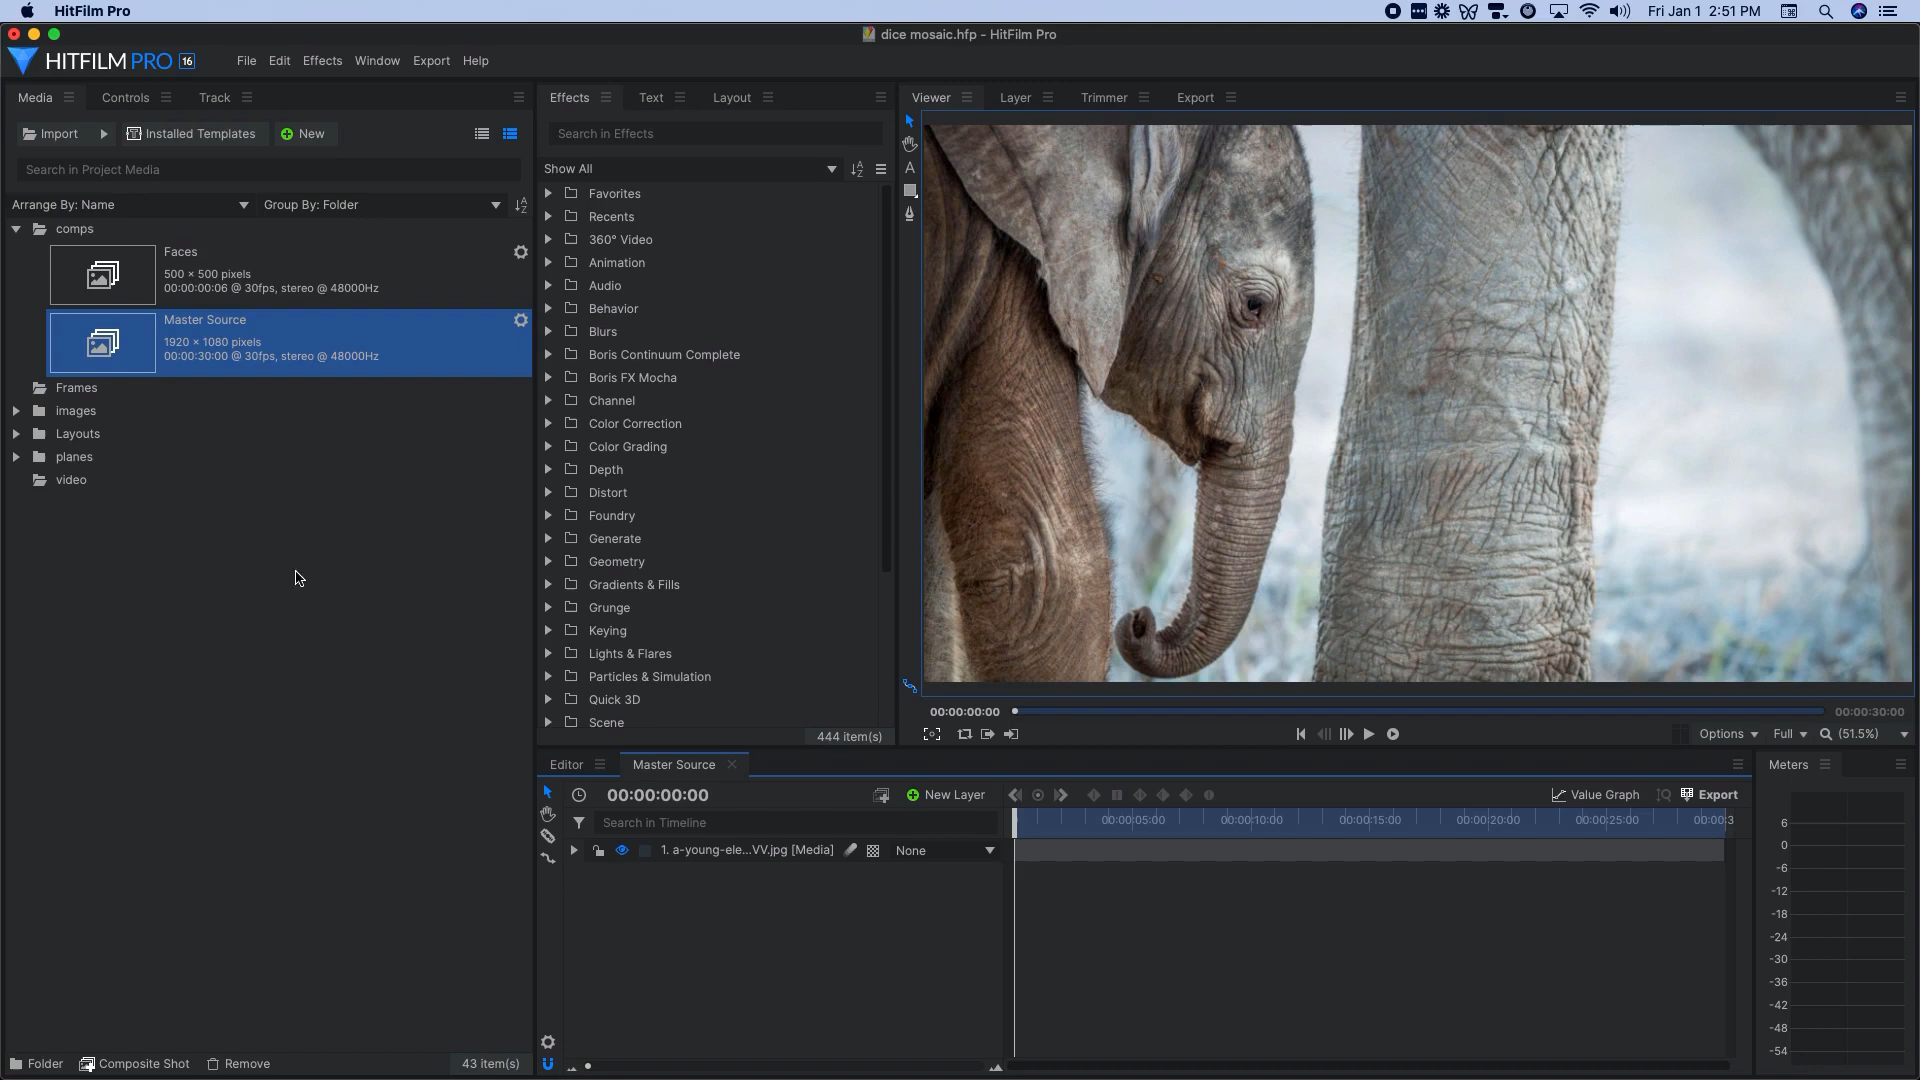 HitFilm Pro
Fri Jan 1 2:51 PM
dice mosaic.hfp - HitFilm Pro
HITFILM PRO 16
File Edit Effects Window Export Help
Media Controls Track
Import Installed Templates New
Search in Project Media
Arrange By: Name Group By: Folder
comps
Faces
500 × 500 pixels
00:00:00:06 @ 30fps, stereo @ 48000Hz
Master Source
1920 × 1080 pixels
00:00:30:00 @ 30fps, stereo @ 48000Hz
Frames
images
Layouts
planes
video
Folder Composite Shot Remove 43 item(s)
Effects Text Layout
Search in Effects
Show All
Favorites
Recents
360° Video
Animation
Audio
Behavior
Blurs
Boris Continuum Complete
Boris FX Mocha
Channel
Color Correction
Color Grading
Depth
Distort
Foundry
Generate
Geometry
Gradients & Fills
Grunge
Keying
Lights & Flares
Particles & Simulation
Quick 3D
Scene
444 item(s)
Viewer Layer Trimmer Export
A
00:00:00:00 00:00:30:00
Options Full (51.5%)
Editor Master Source
00:00:00:00 New Layer Value Graph Export
Search in Timeline
00:00:05:00 00:00:10:00 00:00:15:00 00:00:20:00 00:00:25:00 00:00:3
1. a-young-ele...VV.jpg [Media] None
Meters
6
0
-6
-12
-18
-24
-30
-36
-42
-48
-54